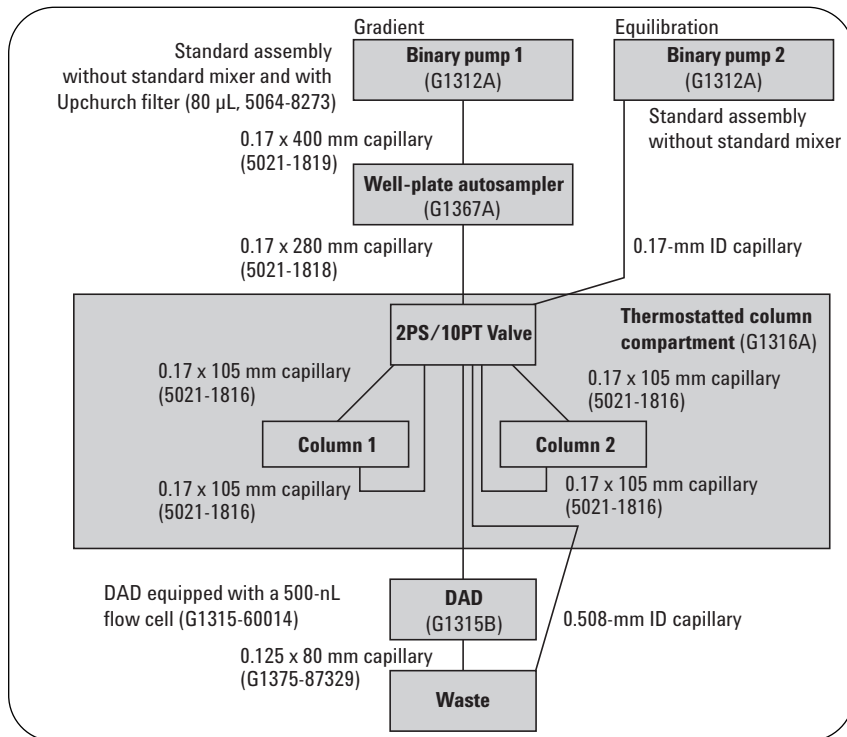 Gradient
Equilibration
Standard assembly
without standard mixer and with
Upchurch filter (80 µL, 5064-8273)
Binary pump 1
(G1312A)
Binary pump 2
(G1312A)
Standard assembly
without standard mixer
0.17 x 400 mm capillary
(5021-1819)
Well-plate autosampler
(G1367A)
0.17 x 280 mm capillary
(5021-1818)
0.17-mm ID capillary
2PS/10PT Valve
Thermostatted column
compartment (G1316A)
0.17 x 105 mm capillary
(5021-1816)
0.17 x 105 mm capillary
(5021-1816)
Column 1
Column 2
0.17 x 105 mm capillary
(5021-1816)
0.17 x 105 mm capillary
(5021-1816)
DAD equipped with a 500-nL
flow cell (G1315-60014)
DAD
(G1315B)
0.508-mm ID capillary
0.125 x 80 mm capillary
(G1375-87329)
Waste